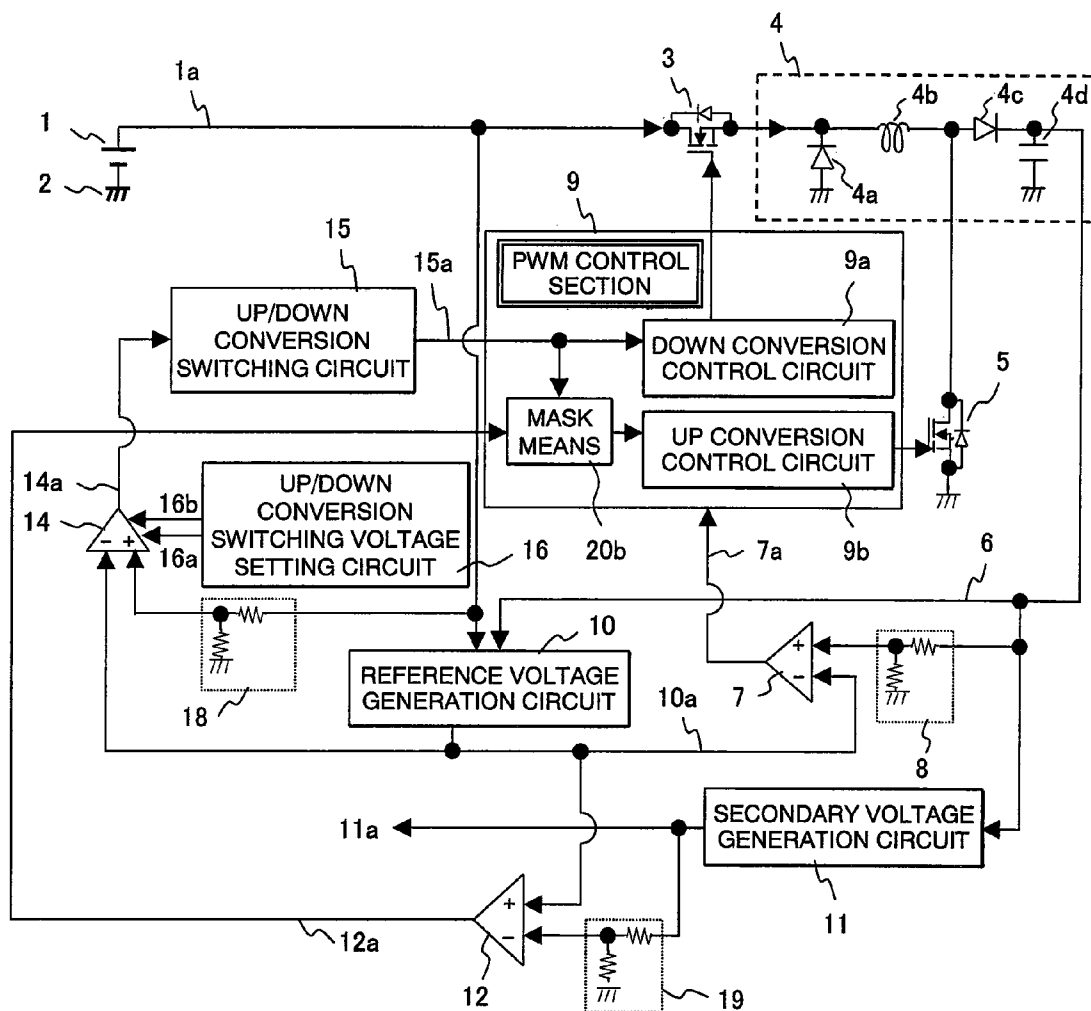 4
1a
3
4b
4c
4d
1
2
4a
9
15
15a
PWM CONTROL
SECTION
9a
UP/DOWN
CONVERSION
SWITCHING CIRCUIT
DOWN CONVERSION
CONTROL CIRCUIT
5
MASK
MEANS
UP CONVERSION
CONTROL CIRCUIT
14a
16b
14
- +
16a
UP/DOWN
CONVERSION
SWITCHING VOLTAGE
SETTING CIRCUIT
16
20b
7a
9b
6
18
10
REFERENCE VOLTAGE
GENERATION CIRCUIT
+
-
7
10a
8
11a
SECONDARY VOLTAGE
GENERATION CIRCUIT
11
+
-
12a
12
19